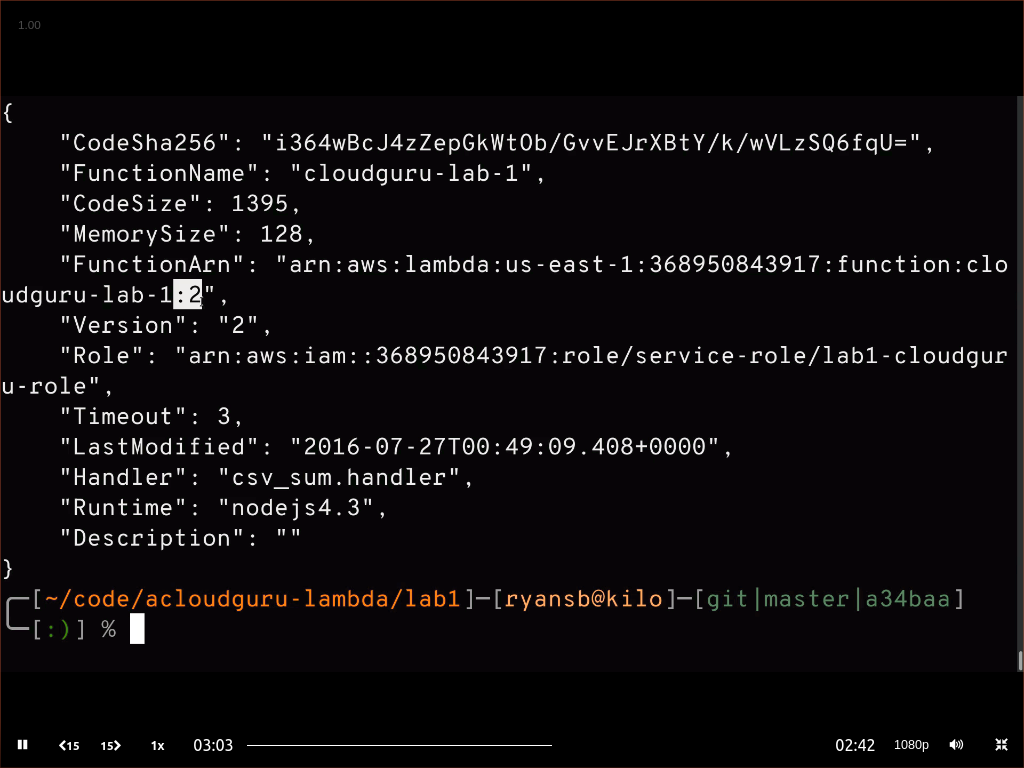 1.00
{
    "CodeSha256": "i364wBcJ4zZepGkWtOb/GvvEJrXBtY/k/wVLzSQ6fqU=",
    "FunctionName": "cloudguru-lab-1",
    "CodeSize": 1395,
    "MemorySize": 128,
    "FunctionArn": "arn:aws:lambda:us-east-1:368950843917:function:clo
udguru-lab-1:2",
    "Version": "2",
    "Role": "arn:aws:iam::368950843917:role/service-role/lab1-cloudgur
u-role",
    "Timeout": 3,
    "LastModified": "2016-07-27T00:49:09.408+0000",
    "Handler": "csv_sum.handler",
    "Runtime": "nodejs4.3",
    "Description": ""
}
╭─[~/code/acloudguru-lambda/lab1]─[ryansb@kilo]─[git|master|a34baa]
╰─[:)] %
15 15 1x 03:03 02:42 1080p